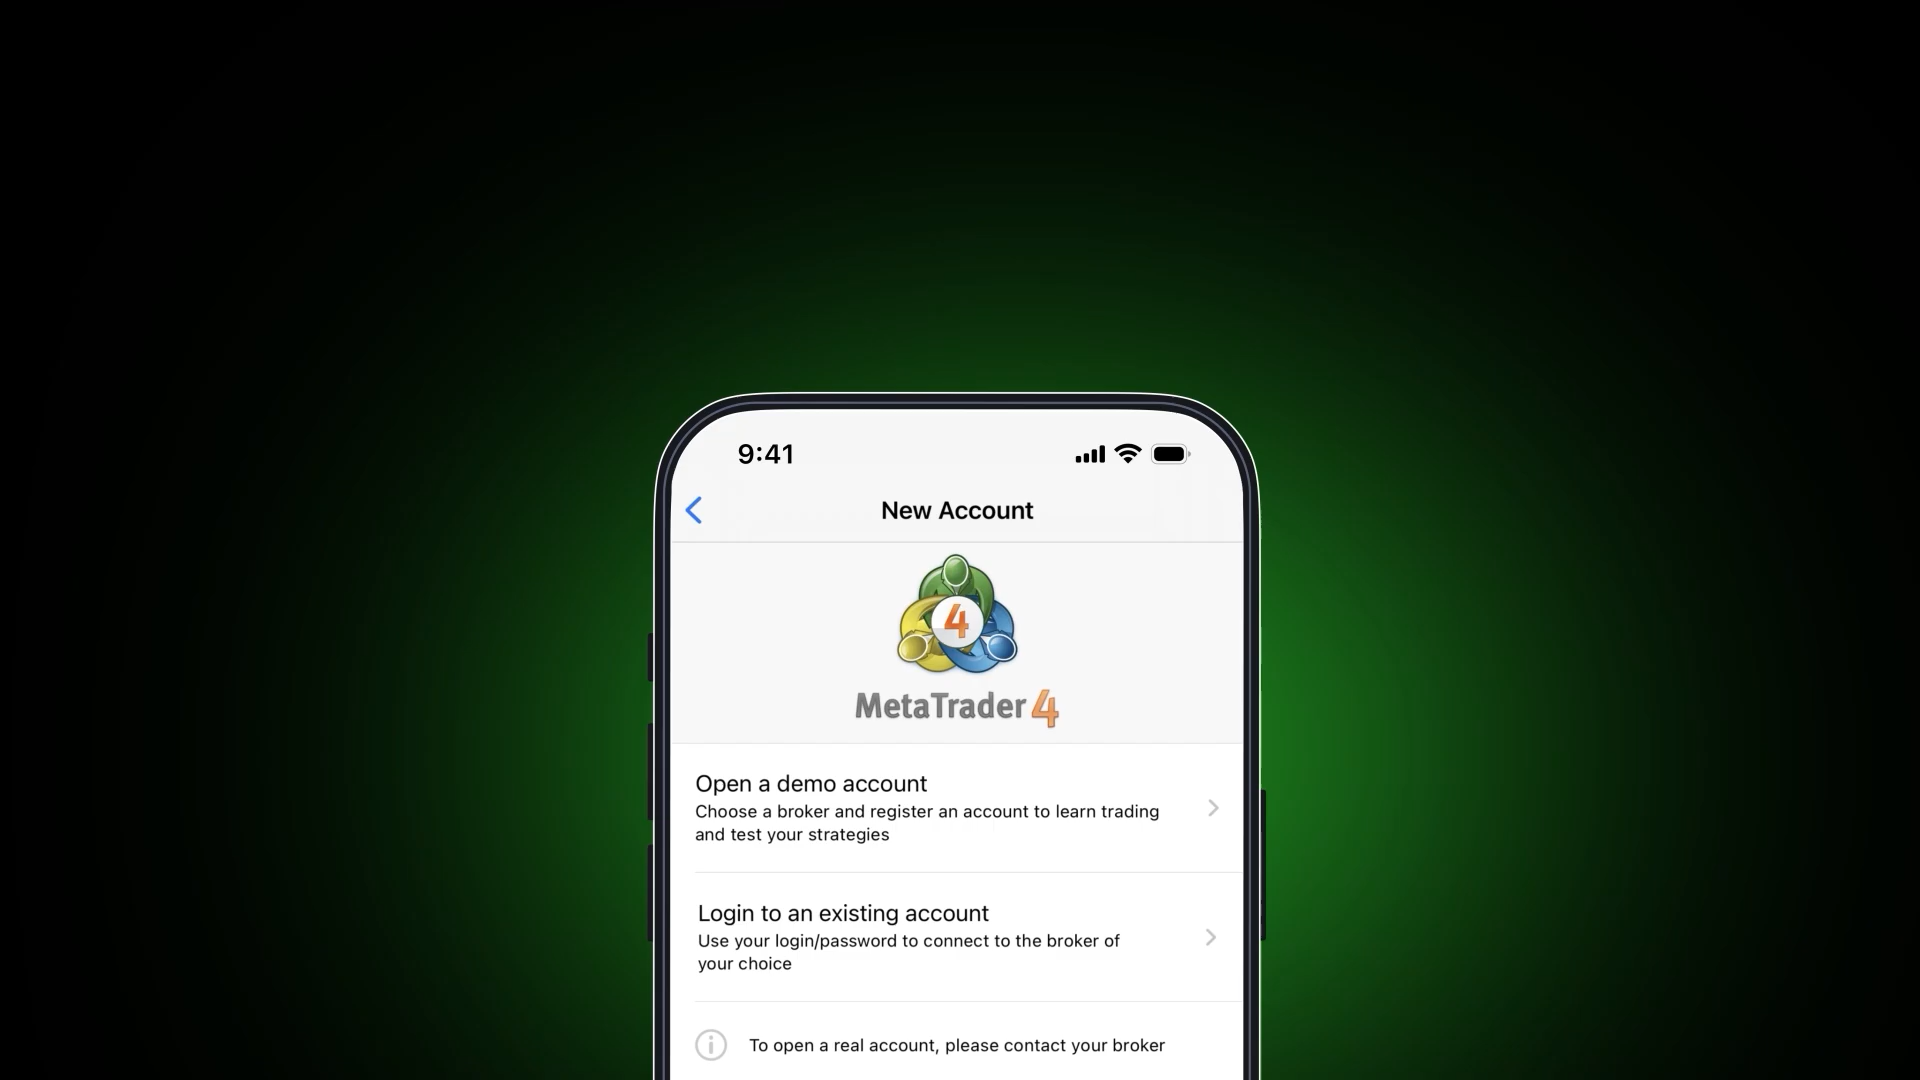 9:41
New Account
4
MetaTrader 4
Open a demo account
Choose a broker and register an account to learn trading
and test your strategies
Login to an existing account
Use your login/password to connect to the broker of
your choice
To open a real account, please contact your broker